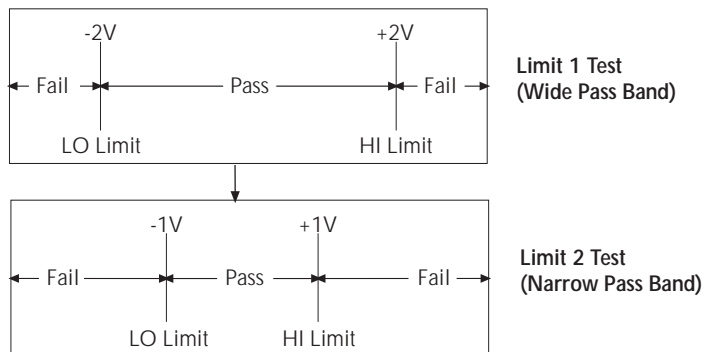 -2V +2V
Fail Pass Fail
LO Limit HI Limit
Limit 1 Test
(Wide Pass Band)
-1V +1V
Fail Pass Fail
LO Limit HI Limit
Limit 2 Test
(Narrow Pass Band)